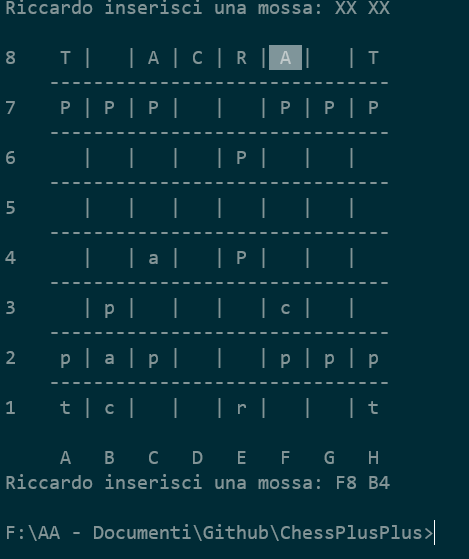 Riccardo inserisci una mossa: XX XX
8 T | | A | C | R | A | | T
-----------------------------
7 P | P | P | | | P | P | P
-----------------------------
6 | | | | P | | |
-----------------------------
5 | | | | | | |
-----------------------------
4 | | a | | P | | |
-----------------------------
3 | p | | | | c | |
-----------------------------
2 p | a | p | | | p | p | p
-----------------------------
1 t | c | | | r | | | t
A B C D E F G H
Riccardo inserisci una mossa: F8 B4
F:\AA - Documenti\Github\ChessPlusPlus>